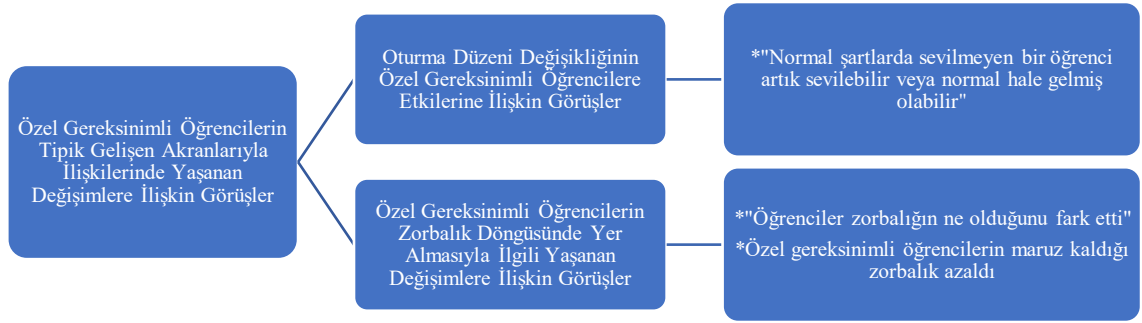 Özel Gereksinimli Öğrencilerin
Tipik Gelişen Akranlarıyla
İlişkilerinde Yaşanan
Değişimlere İlişkin Görüşler
Oturma Düzeni Değişikliğinin
Özel Gereksinimli Öğrencilere
Etkilerine İlişkin Görüşler
*"Normal şartlarda sevilmeyen bir öğrenci
artık sevilebilir veya normal hale gelmiş
olabilir"
Özel Gereksinimli Öğrencilerin
Zorbalık Döngüsünde Yer
Almasıyla İlgili Yaşanan
Değişimlere İlişkin Görüşler
*"Öğrenciler zorbalığın ne olduğunu fark etti"
*Özel gereksinimli öğrencilerin maruz kaldığı
zorbalık azaldı